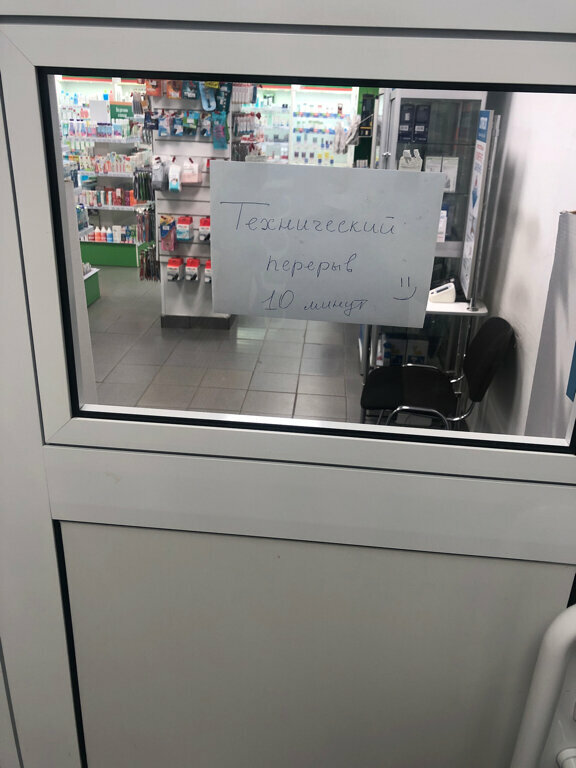 Технический
перерыв
10 минут =)